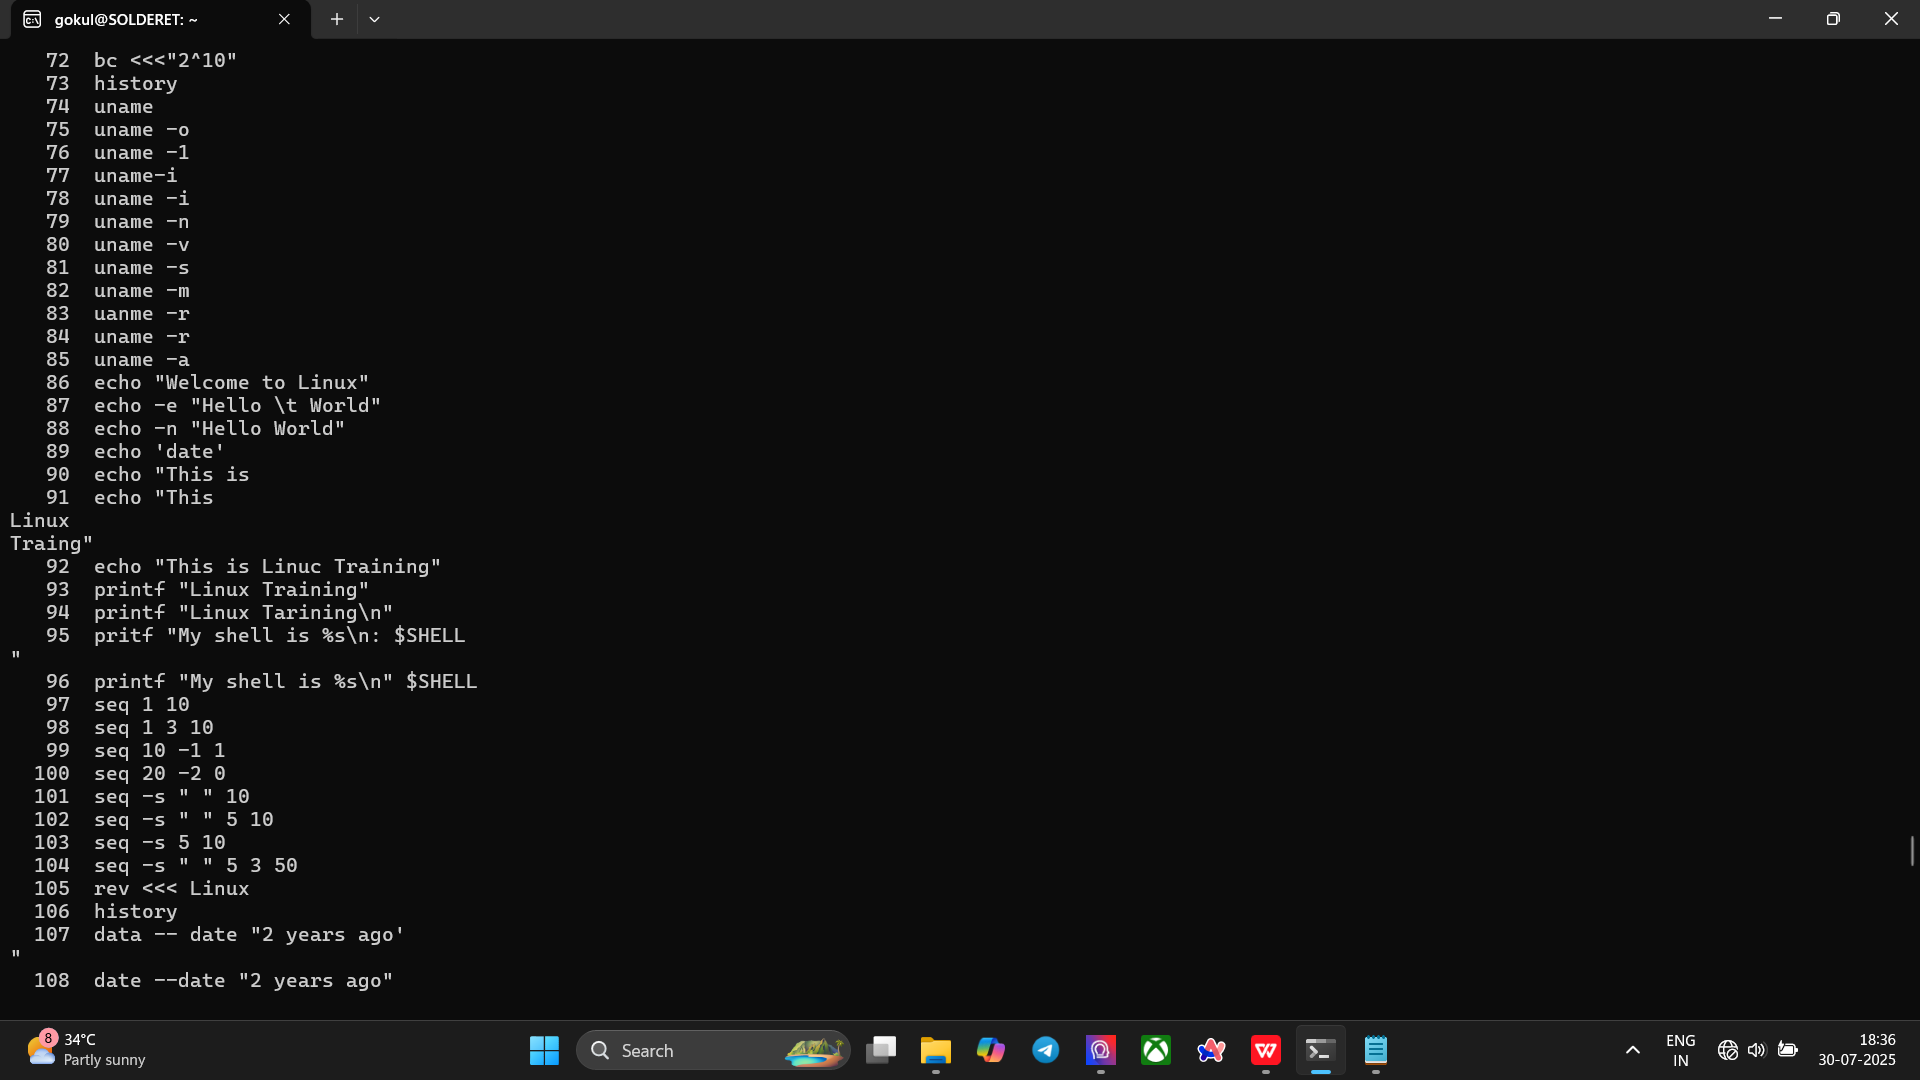 gokul@SOLDERET: ~
72  bc <<<"2^10"
73  history
74  uname
75  uname -o
76  uname -1
77  uname-i
78  uname -i
79  uname -n
80  uname -v
81  uname -s
82  uname -m
83  uanme -r
84  uname -r
85  uname -a
86  echo "Welcome to Linux"
87  echo -e "Hello \t World"
88  echo -n "Hello World"
89  echo 'date'
90  echo "This is
91  echo "This
Linux
Traing"
92  echo "This is Linuc Training"
93  printf "Linux Training"
94  printf "Linux Tarining\n"
95  pritf "My shell is %s\n: $SHELL
"
96  printf "My shell is %s\n" $SHELL
97  seq 1 10
98  seq 1 3 10
99  seq 10 -1 1
100  seq 20 -2 0
101  seq -s " " 10
102  seq -s " " 5 10
103  seq -s 5 10
104  seq -s " " 5 3 50
105  rev <<< Linux
106  history
107  data -- date "2 years ago'
"
108  date --date "2 years ago"
8
34°C
Partly sunny
Search
ENG
IN
18:36
30-07-2025